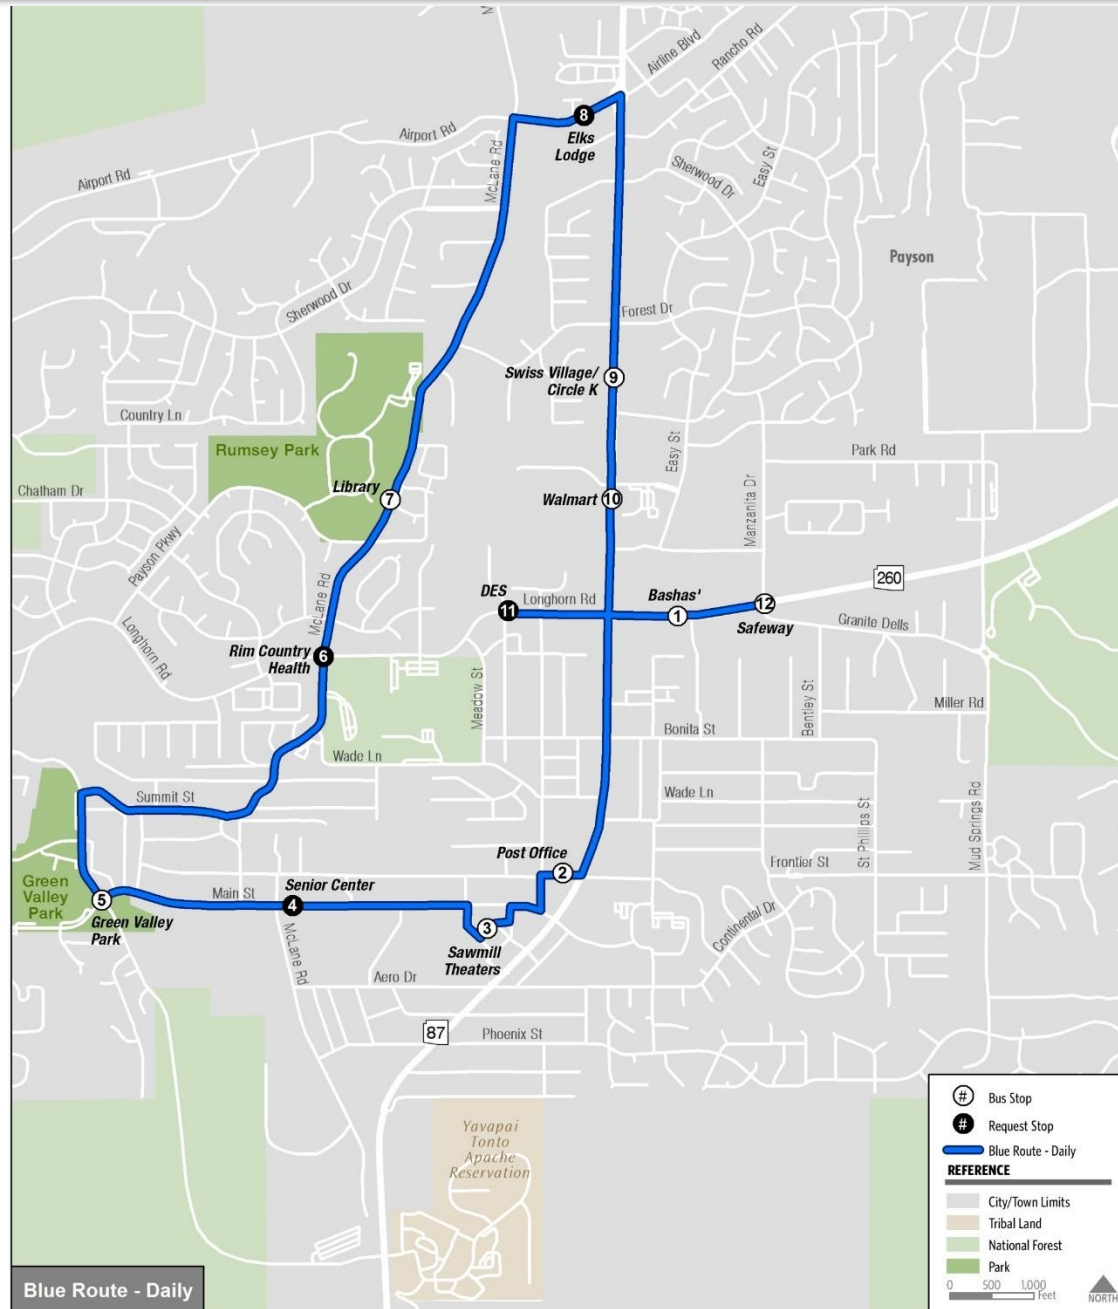 M
Airline Blvd
Rancho Rd
8
Elks
Lodge
Airport Rd
Airport Rd
McLane Rd
Sherwood Dr
Easy St
Payson
Sherwood Dr
Forest Dr
Swiss Village/
Circle K
9
Country Ln
Rumsey Park
Easy St
Park Rd
Chatham Dr
Library
7
Walmart
10
Manzanita Dr
Payson Pkwy
260
DES
11
Longhorn Rd
Bashas'
1
12
Safeway
Granite Dells
McLane Rd
Longhorn Rd
Rim Country
Health
6
Meadow St
Bentley St
Miller Rd
Bonita St
Wade Ln
Summit St
Wade Ln
St Phillips St
Mud Springs Rd
Post Office
2
Frontier St
Green
Valley
Park
5
Green Valley
Park
Main St
Senior Center
4
3
Sawmill
Theaters
Continental Dr
McLane Rd
Aero Dr
87
Phoenix St
Yavapai
Tonto
Apache
Reservation
# Bus Stop
# Request Stop
Blue Route - Daily
REFERENCE
City/Town Limits
Tribal Land
National Forest
Park
0 500 1,000
Feet
NORTH
Blue Route - Daily